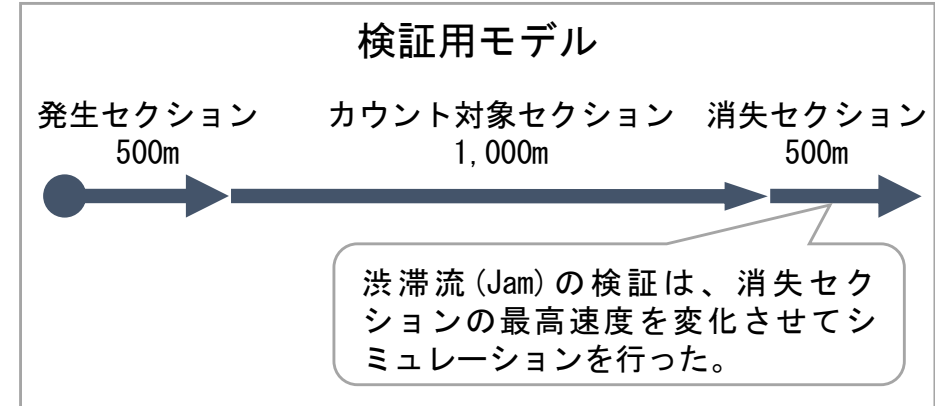 検証用モデル
発生セクション カウント対象セクション 消失セクション
500m 1,000m 500m
渋滞流(Jam)の検証は、消失セク
ションの最高速度を変化させてシ
ミュレーションを行った。